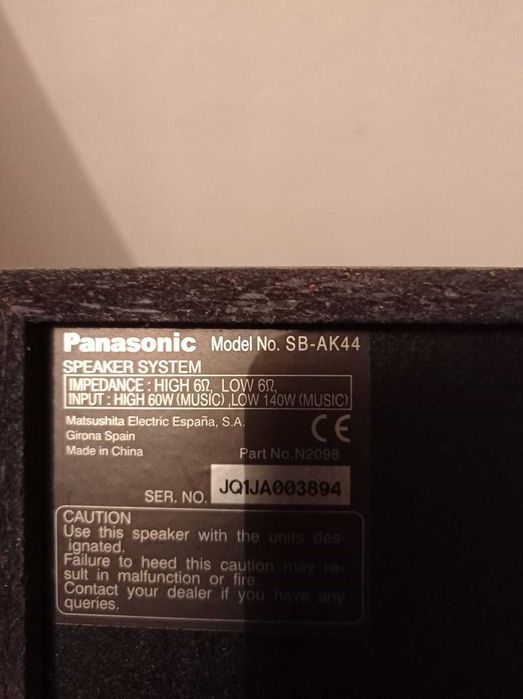 Panasonic Model No. SB-AK44
SPEAKER SYSTEM
IMPEDANCE : HIGH 6Ω, LOW 6Ω,
INPUT : HIGH 60W (MUSIC) ,LOW 140W (MUSIC)
Matsushita Electric España, S.A.
Girona Spain
Made in China
CE
Part No.N2098
SER. NO. JQ1JA003894
CAUTION
Use this speaker with the units des-
ignated.
Failure to heed this caution may re-
sult in malfunction or fire.
Contact your dealer if you have any
queries.